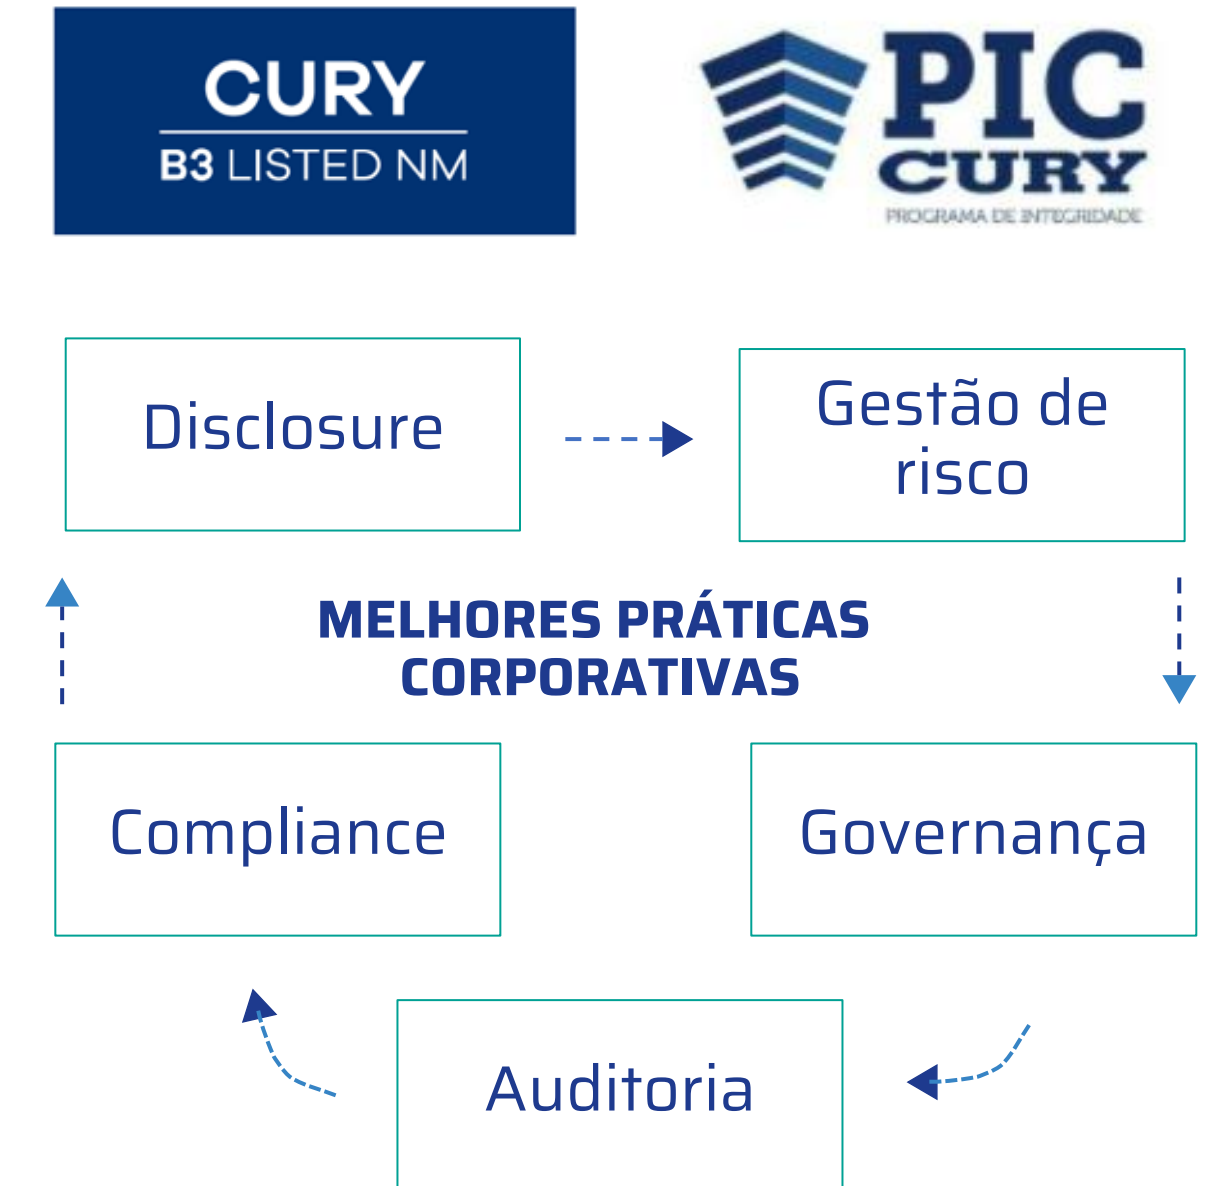 CURY
B3 LISTED NM
PIC
CURY
PROGRAMA DE INTEGRIDADE
Disclosure
Gestão de
risco
MELHORES PRÁTICAS
CORPORATIVAS
Compliance
Governança
Auditoria